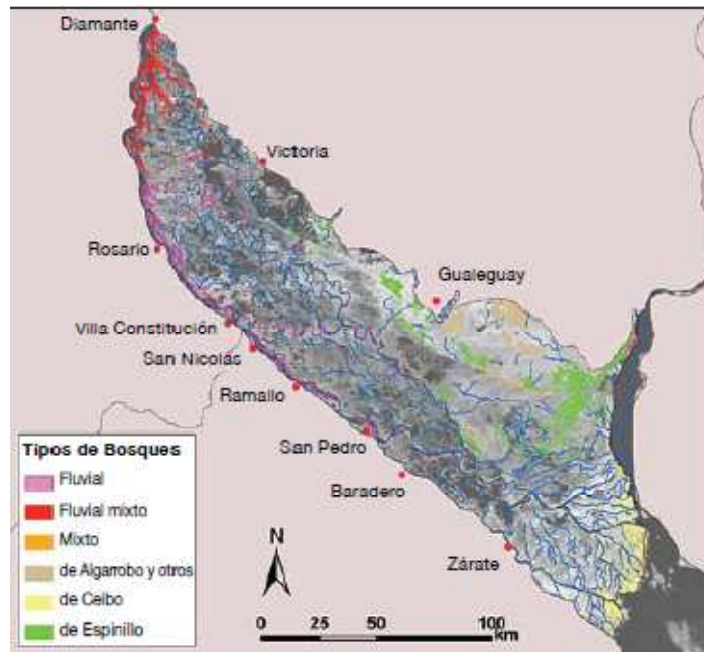 Diamante
Victoria
Rosario
Gualeguay
Villa Constitución
San Nicolás
Ramallo
San Pedro
Baradero
Zárate
Tipos de Bosques
Fluvial
Fluvial mixto
Mixto
de Algarrobo y otros
de Ceibo
de Espinillo
N
0 50 100
km